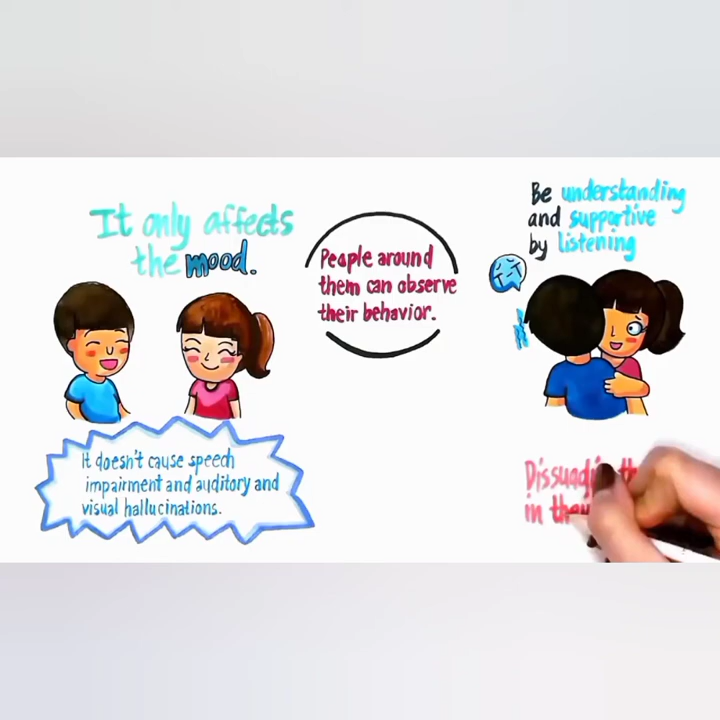 It only affects
the mood.
It doesn't cause speech
impairment and auditory and
visual hallucinations.
People around
them can observe
their behavior.
Be understanding
and supportive
by listening
in